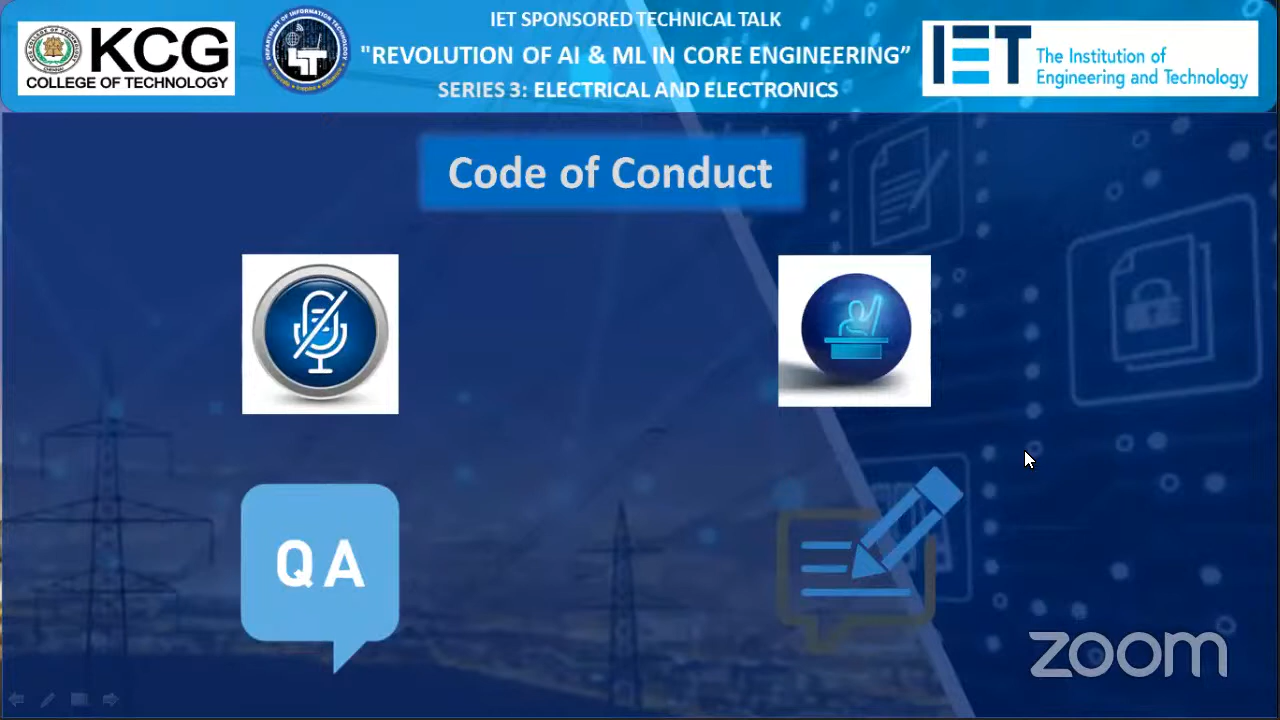 KCG
COLLEGE OF TECHNOLOGY
IET SPONSORED TECHNICAL TALK
"REVOLUTION OF AI & ML IN CORE ENGINEERING”
SERIES 3: ELECTRICAL AND ELECTRONICS
IET
The Institution of
Engineering and Technology
Code of Conduct
QA
zoom